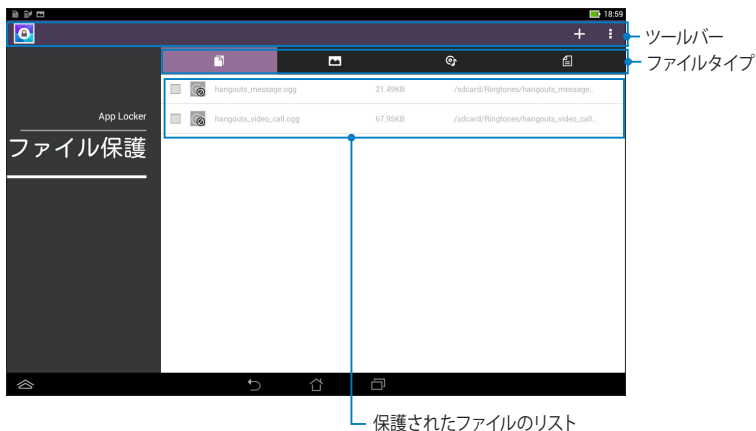 18:59
ツールバー
ファイルタイプ
hangouts_message.ogg 21.49KB /sdcard/Ringtones/hangouts_message..
hangouts_video_call.ogg 67.95KB /sdcard/Ringtones/hangouts_video_call..
App Locker
ファイル保護
保護されたファイルのリスト